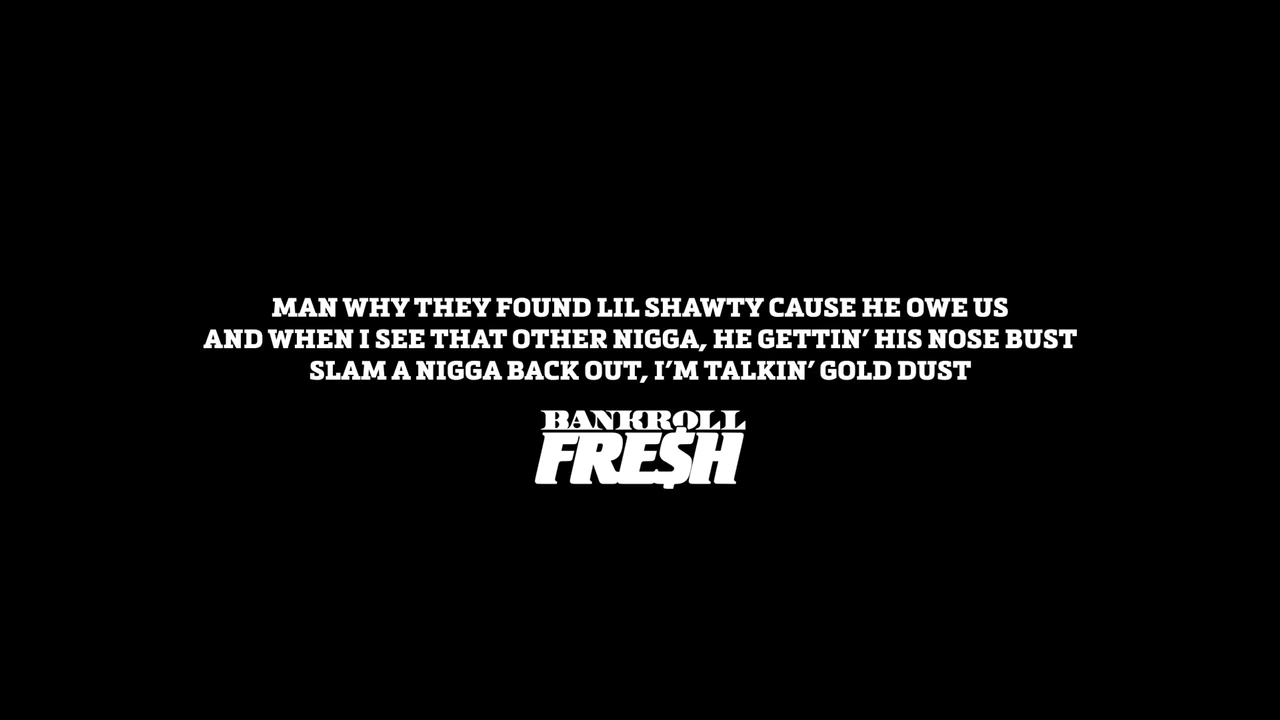 MAN WHY THEY FOUND LIL SHAWTY CAUSE HE OWE US
AND WHEN I SEE THAT OTHER NIGGA, HE GETTIN’ HIS NOSE BUST
SLAM A NIGGA BACK OUT, I’M TALKIN’ GOLD DUST
BANKROLL
FRE$H